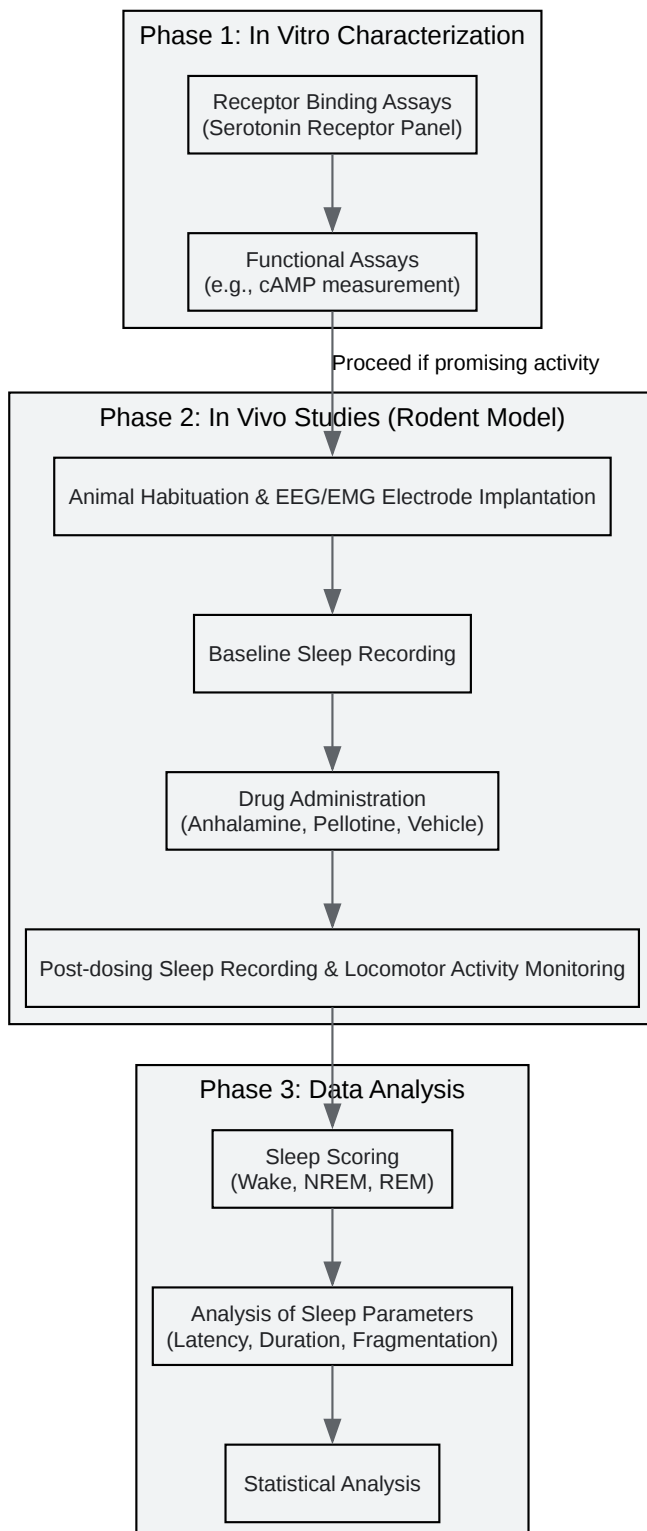 Phase 1: In Vitro Characterization
Receptor Binding Assays
(Serotonin Receptor Panel)
Functional Assays
(e.g., cAMP measurement)
Proceed if promising activity
Phase 2: In Vivo Studies (Rodent Model)
Animal Habituation & EEG/EMG Electrode Implantation
Baseline Sleep Recording
Drug Administration
(Anhalamine, Pellotine, Vehicle)
Post-dosing Sleep Recording & Locomotor Activity Monitoring
Phase 3: Data Analysis
Sleep Scoring
(Wake, NREM, REM)
Analysis of Sleep Parameters
(Latency, Duration, Fragmentation)
Statistical Analysis